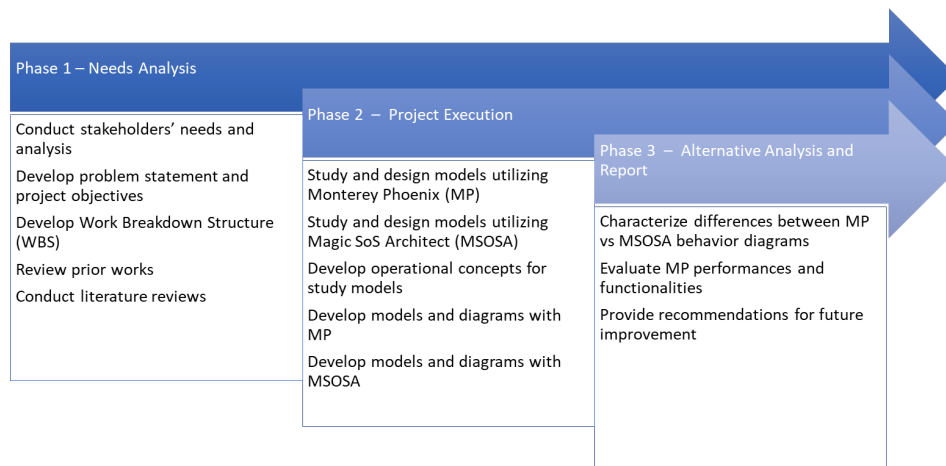 Phase 1 – Needs Analysis
Conduct stakeholders' needs and
analysis
Develop problem statement and
project objectives
Develop Work Breakdown Structure
(WBS)
Review prior works
Conduct literature reviews
Phase 2 – Project Execution
Study and design models utilizing
Monterey Phoenix (MP)
Study and design models utilizing
Magic SoS Architect (MSOSA)
Develop operational concepts for
study models
Develop models and diagrams with
MP
Develop models and diagrams with
MSOSA
Phase 3 – Alternative Analysis and
Report
Characterize differences between MP
vs MSOSA behavior diagrams
Evaluate MP performances and
functionalities
Provide recommendations for future
improvement